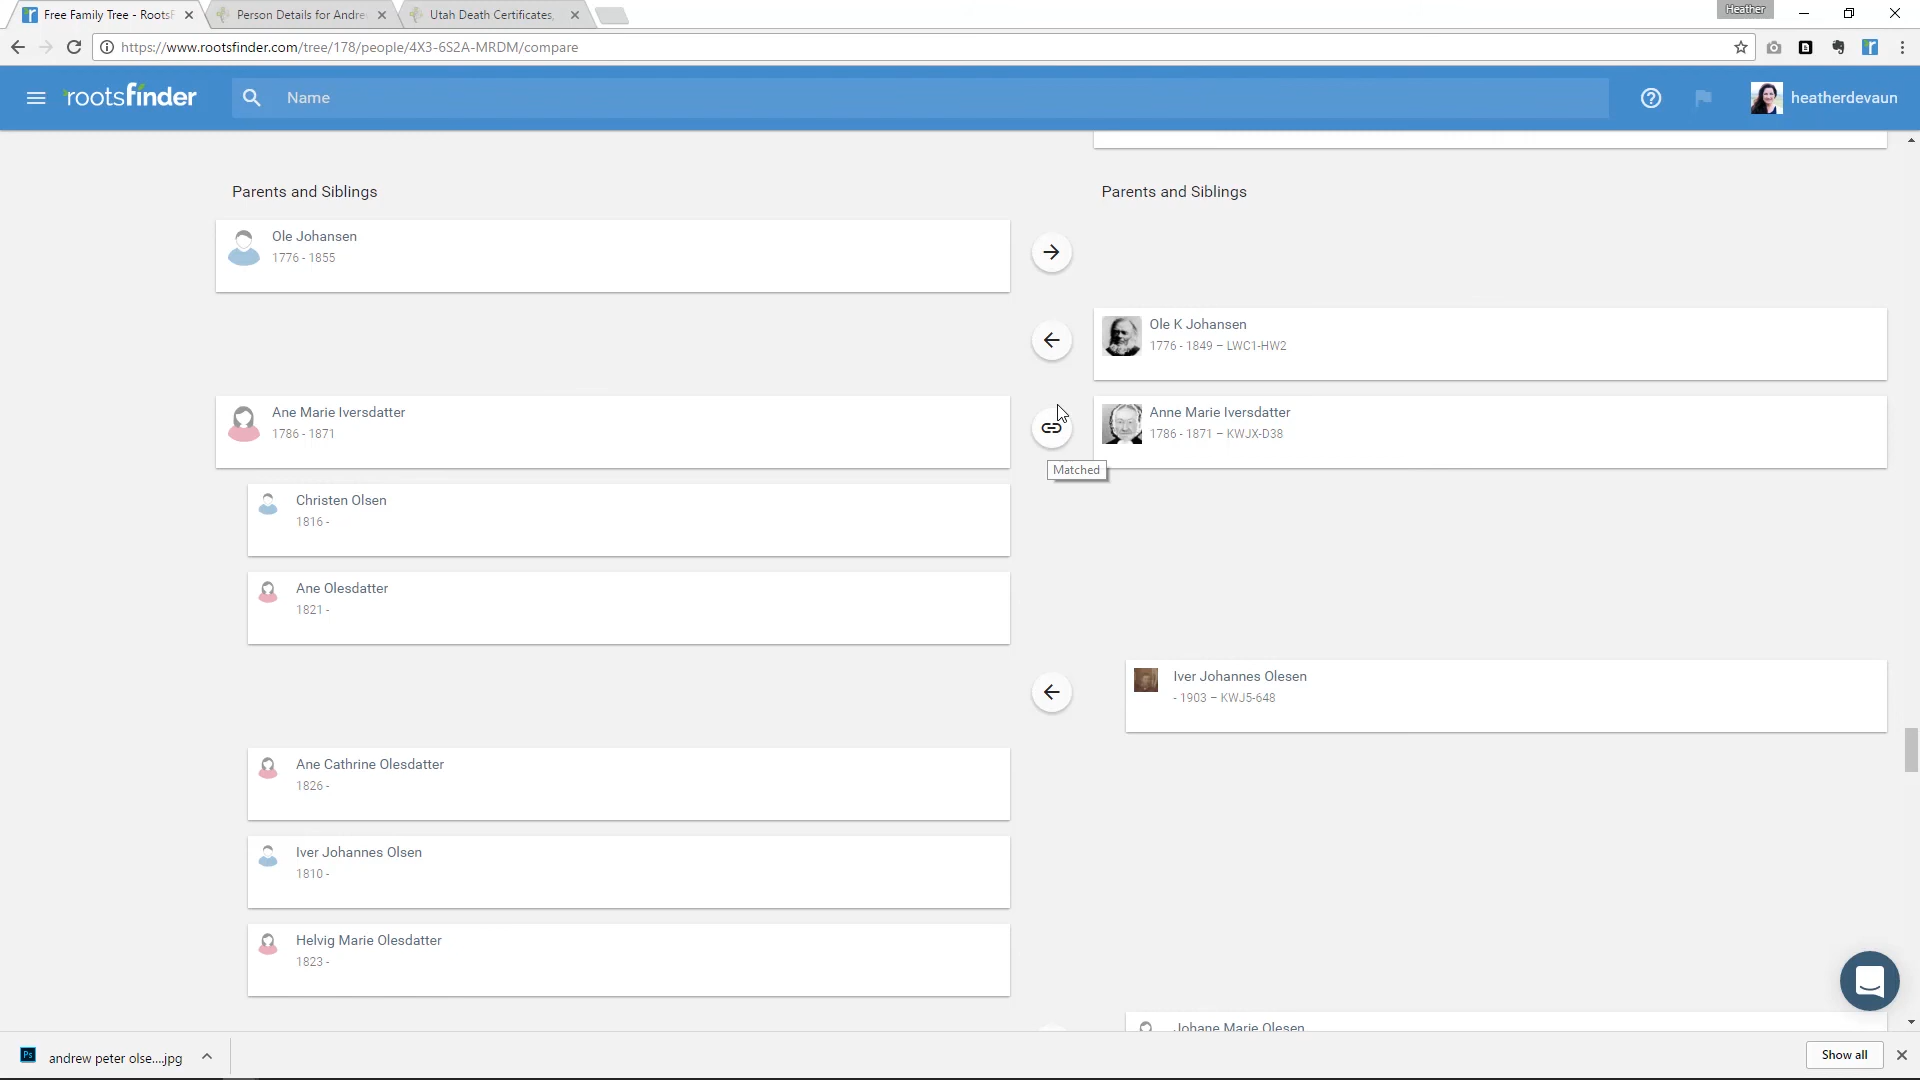 Free Family Tree - RootsF
Person Details for Andre
Utah Death Certificates,
Heather
https://www.rootsfinder.com/tree/178/people/4X3-6S2A-MRDM/compare
rootsfinder
Name
heatherdevaun
Parents and Siblings
Parents and Siblings
Ole Johansen
1776 - 1855
Ole K Johansen
1776 - 1849 – LWC1-HW2
Ane Marie Iversdatter
1786 - 1871
Anne Marie Iversdatter
1786 - 1871 – KWJX-D38
Matched
Christen Olsen
1816 -
Ane Olesdatter
1821 -
Iver Johannes Olesen
- 1903 – KWJ5-648
Ane Cathrine Olesdatter
1826 -
Iver Johannes Olsen
1810 -
Helvig Marie Olesdatter
1823 -
Johane Marie Olesen
Ps
andrew peter olse....jpg
Show all